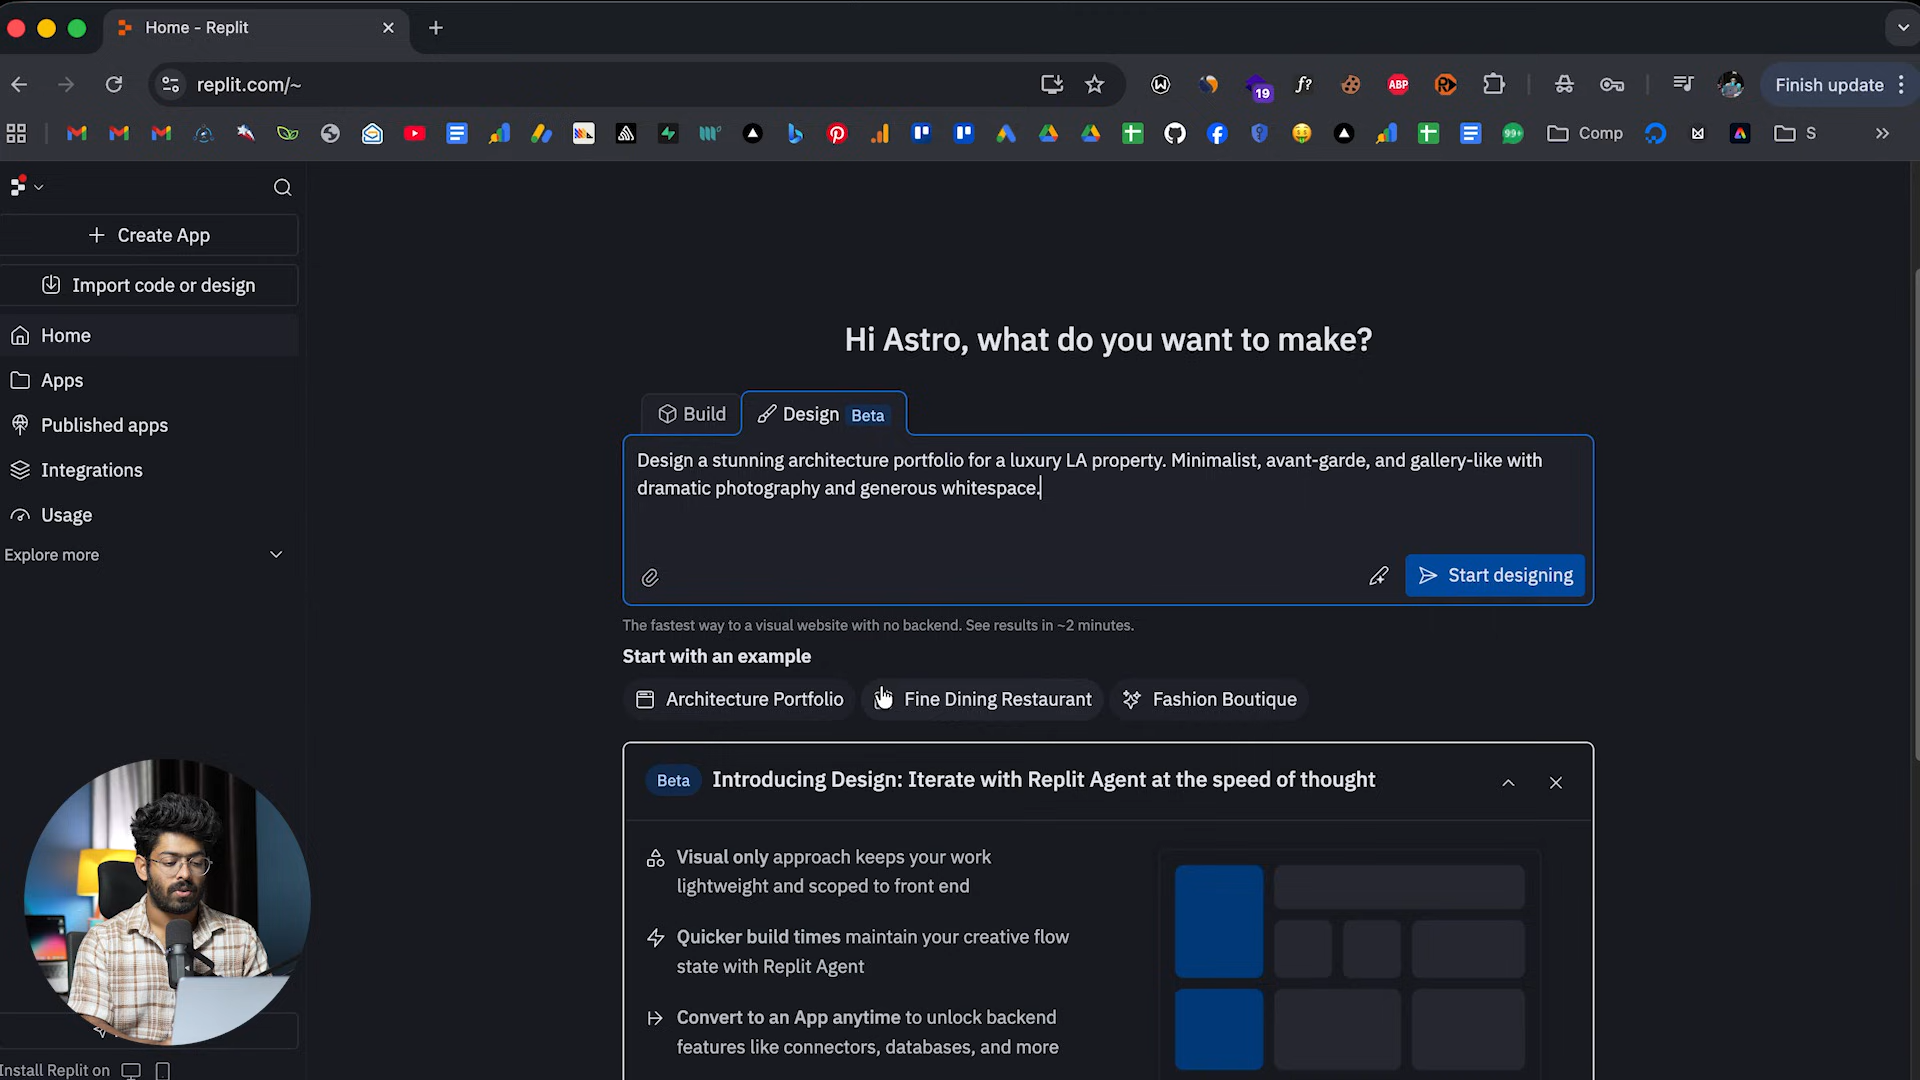 Home - Replit
replit.com/~
19
f?
ABP
Finish update
99+
Comp
S
Create App
Import code or design
Home
Apps
Published apps
Integrations
Usage
Explore more
Install Replit on
Hi Astro, what do you want to make?
Build
Design Beta
Design a stunning architecture portfolio for a luxury LA property. Minimalist, avant-garde, and gallery-like with
dramatic photography and generous whitespace.
Start designing
The fastest way to a visual website with no backend. See results in ~2 minutes.
Start with an example
Architecture Portfolio
Fine Dining Restaurant
Fashion Boutique
Beta Introducing Design: Iterate with Replit Agent at the speed of thought
Visual only approach keeps your work
lightweight and scoped to front end
Quicker build times maintain your creative flow
state with Replit Agent
Convert to an App anytime to unlock backend
features like connectors, databases, and more